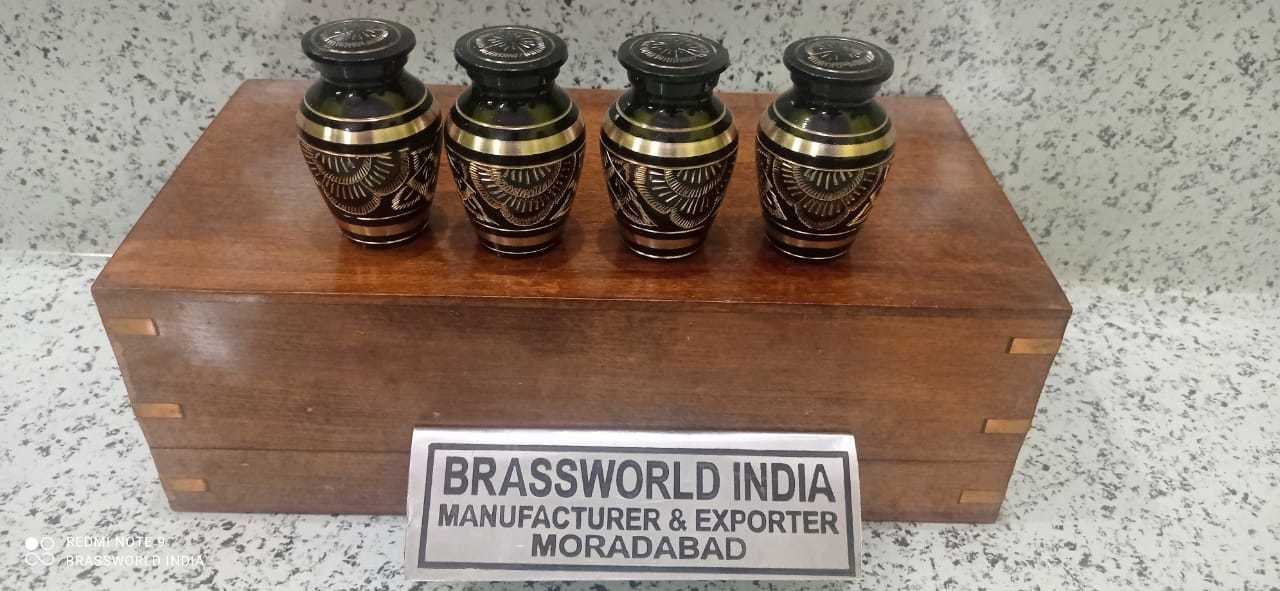 BRASSWORLD INDIA
MANUFACTURER & EXPORTER
MORADABAD
REDMI NOTE 9
BRASSWORLD INDIA